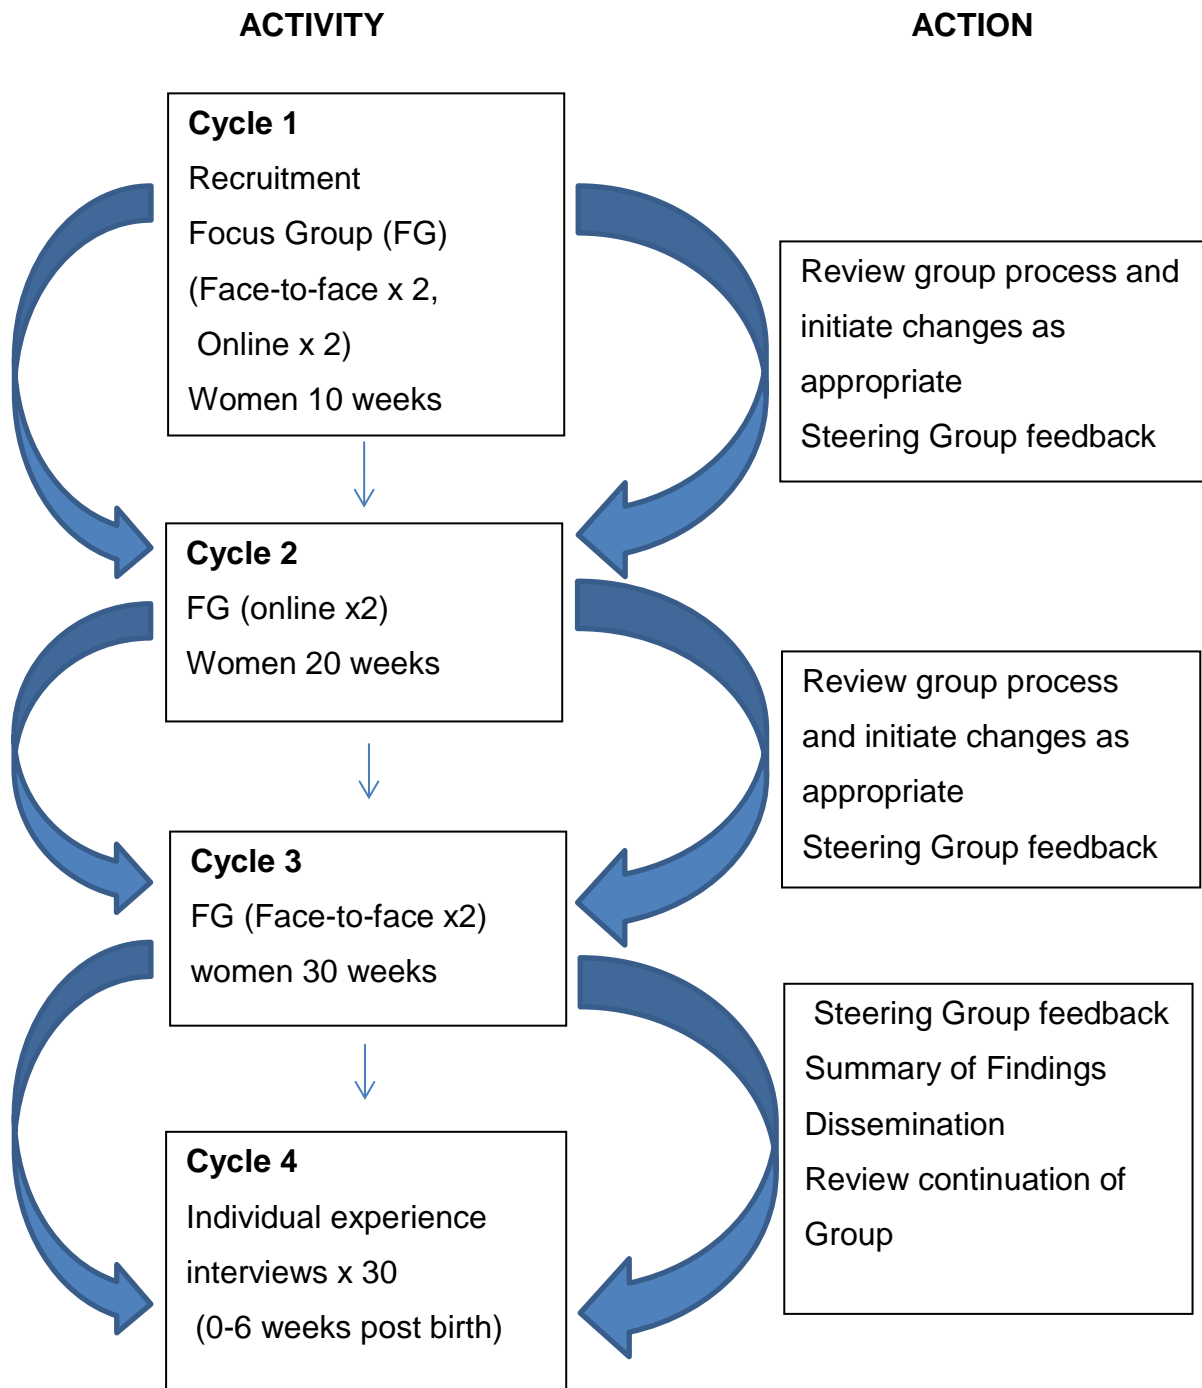 ACTIVITY
ACTION
Cycle 1
Recruitment
Focus Group (FG)
(Face-to-face x 2,
Online x 2)
Women 10 weeks
Review group process and
initiate changes as
appropriate
Steering Group feedback
Cycle 2
FG (online x2)
Women 20 weeks
Review group process
and initiate changes as
appropriate
Steering Group feedback
Cycle 3
FG (Face-to-face x2)
women 30 weeks
Steering Group feedback
Summary of Findings
Dissemination
Review continuation of
Group
Cycle 4
Individual experience
interviews x 30
(0-6 weeks post birth)